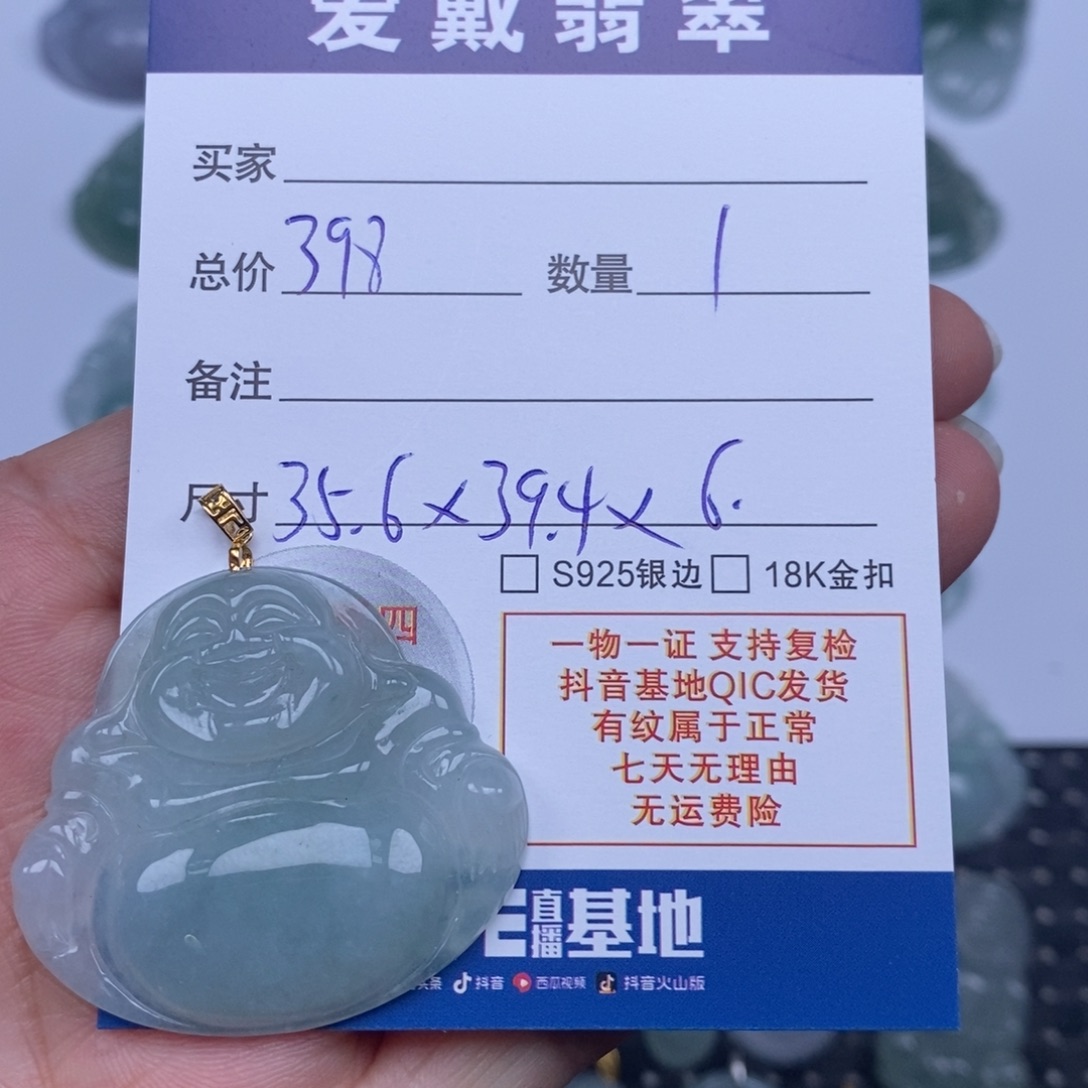 爱戴翡翠
买家
总价 398 数量 1
备注
尺寸 35.6×39.4×6.
S925银边 18K金扣
四
一物一证 支持复检
抖音基地QIC发货
有纹属于正常
七天无理由
无运费险
直播基地
头条 抖音 西瓜视频 抖音火山版